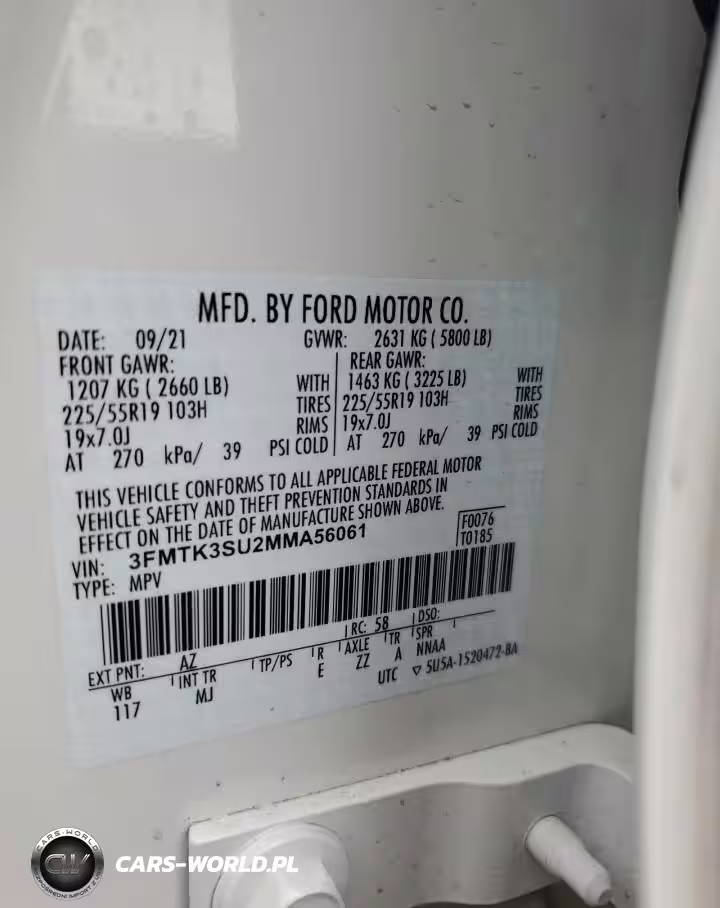 MFD. BY FORD MOTOR CO.
DATE: 09/21 GVWR: 2631 KG ( 5800 LB)
FRONT GAWR: REAR GAWR:
1207 KG ( 2660 LB) WITH 1463 KG ( 3225 LB) WITH
225/55R19 103H TIRES 225/55R19 103H TIRES
19x7.0J RIMS 19x7.0J RIMS
AT 270 kPa/ 39 PSI COLD AT 270 kPa/ 39 PSI COLD
THIS VEHICLE CONFORMS TO ALL APPLICABLE FEDERAL MOTOR
VEHICLE SAFETY AND THEFT PREVENTION STANDARDS IN
EFFECT ON THE DATE OF MANUFACTURE SHOWN ABOVE.
VIN: 3FMTK3SU2MMA56061 F0076
TYPE: MPV T0185
EXT PNT: AZ RC: 58 DSO:
WB INT TR TP/PS R AXLE TR SPR
117 MJ E ZZ A NNAA
UTC 5U5A-1520472-BA
CARS-WORLD
CW
CARS-WORLD.PL